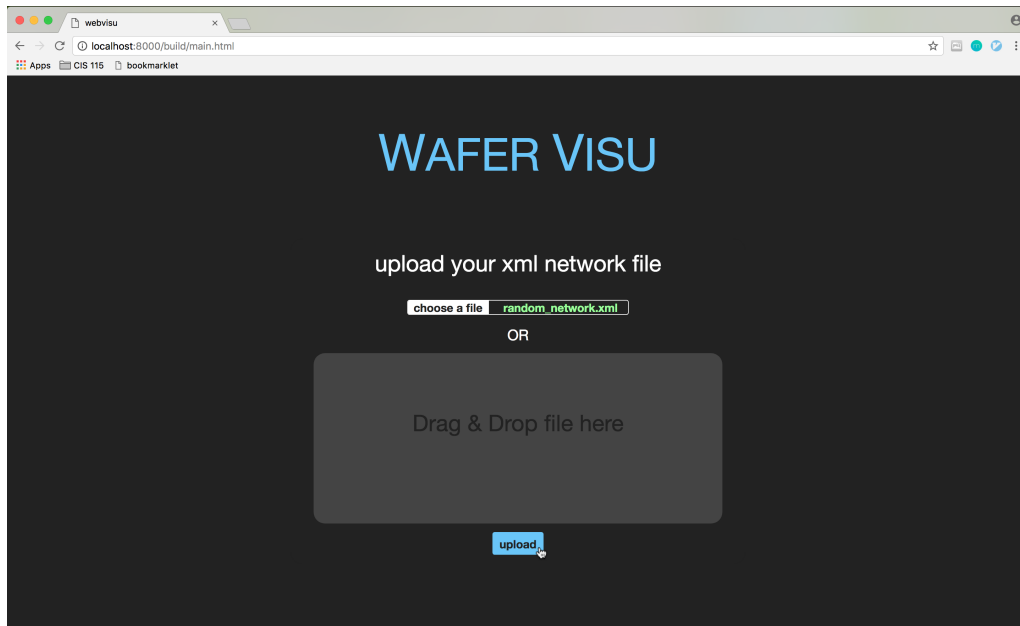 webvisu
localhost:8000/build/main.html
Apps CIS 115 bookmarklet
WAFER VISU
upload your xml network file
choose a file random_network.xml
OR
Drag & Drop file here
upload